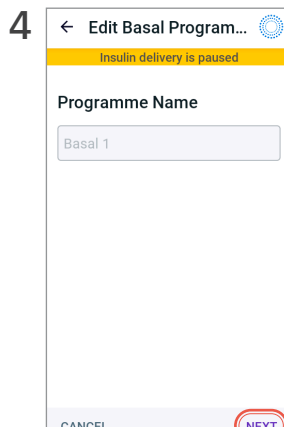 4
← Edit Basal Program...
Insulin delivery is paused
Programme Name
Basal 1
CANCEL NEXT